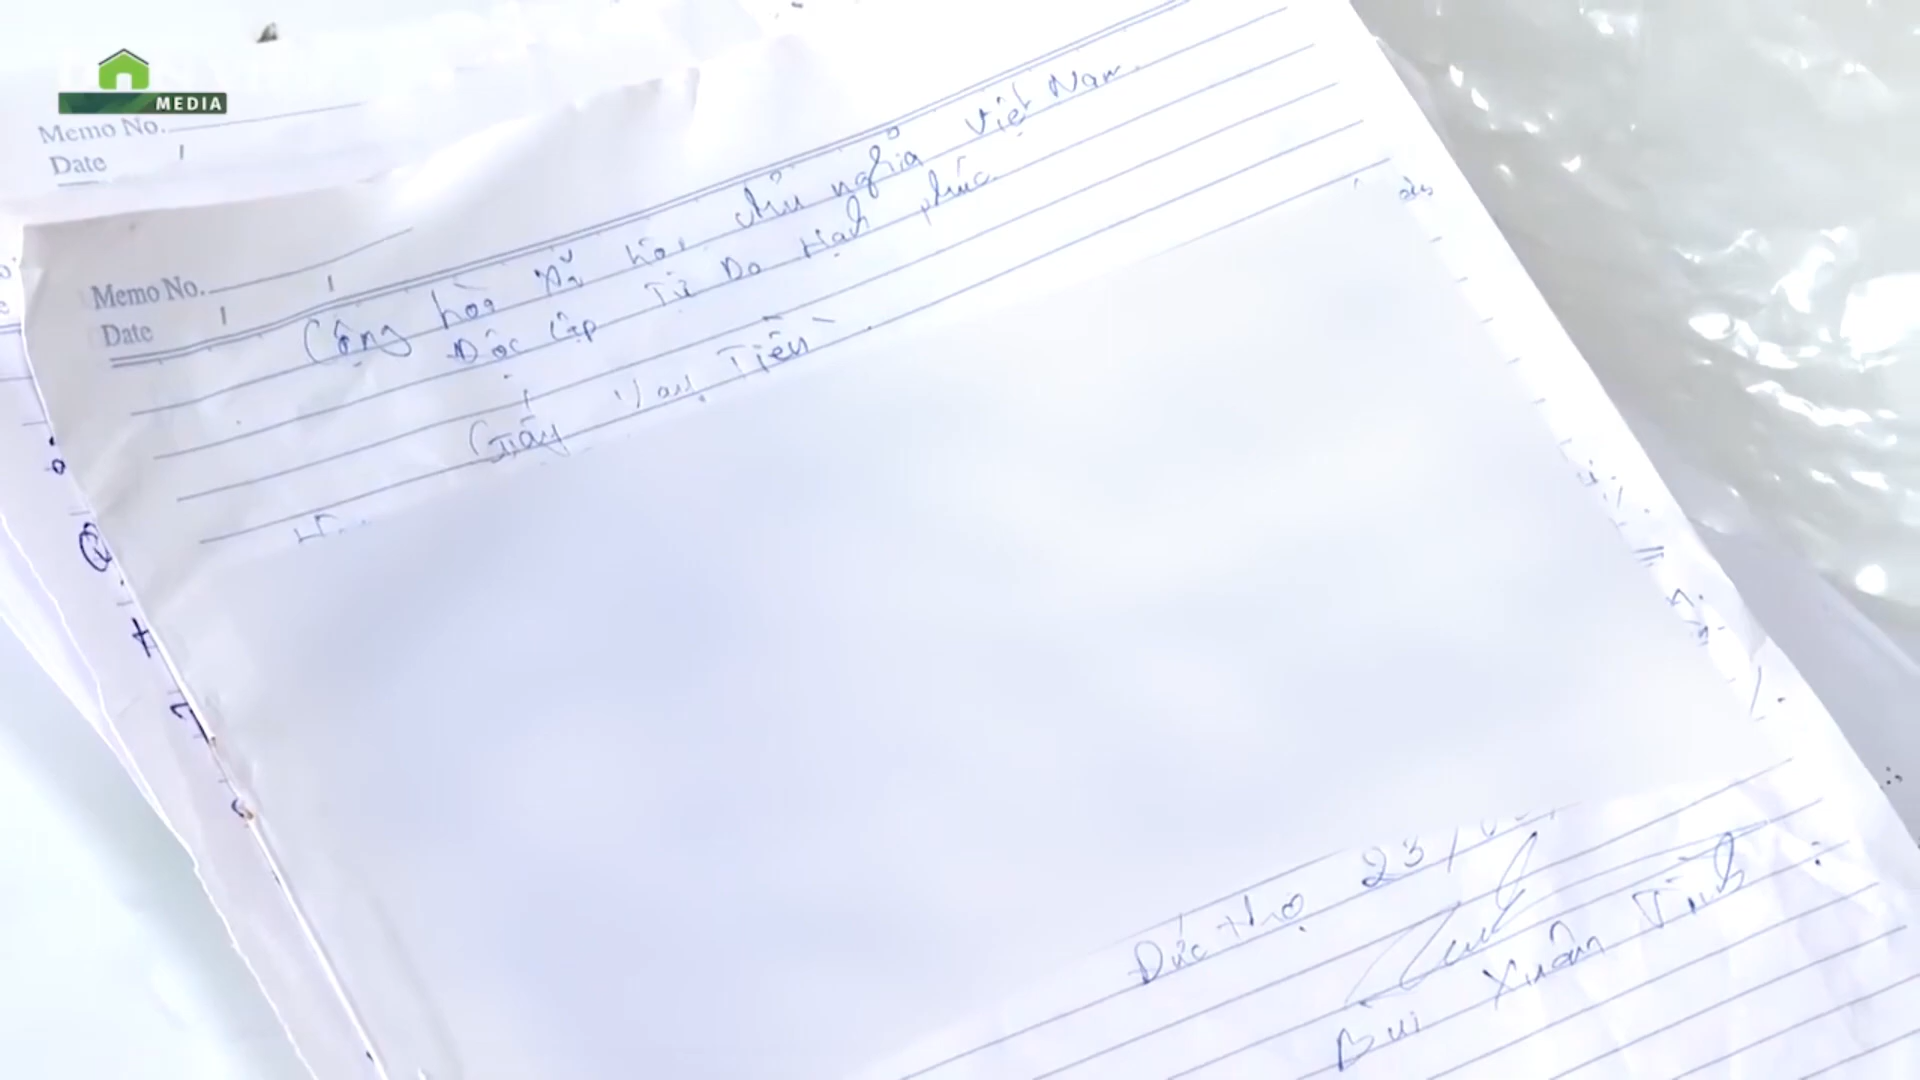 MEDIA
Memo No.
Date /
Memo No.
Date / /
Cộng hòa xã hội chủ nghĩa Việt Nam
Độc lập Tự Do Hạnh phúc
Giấy Vay Tiền
Đức thọ 23/
Bùi Xuân Tình